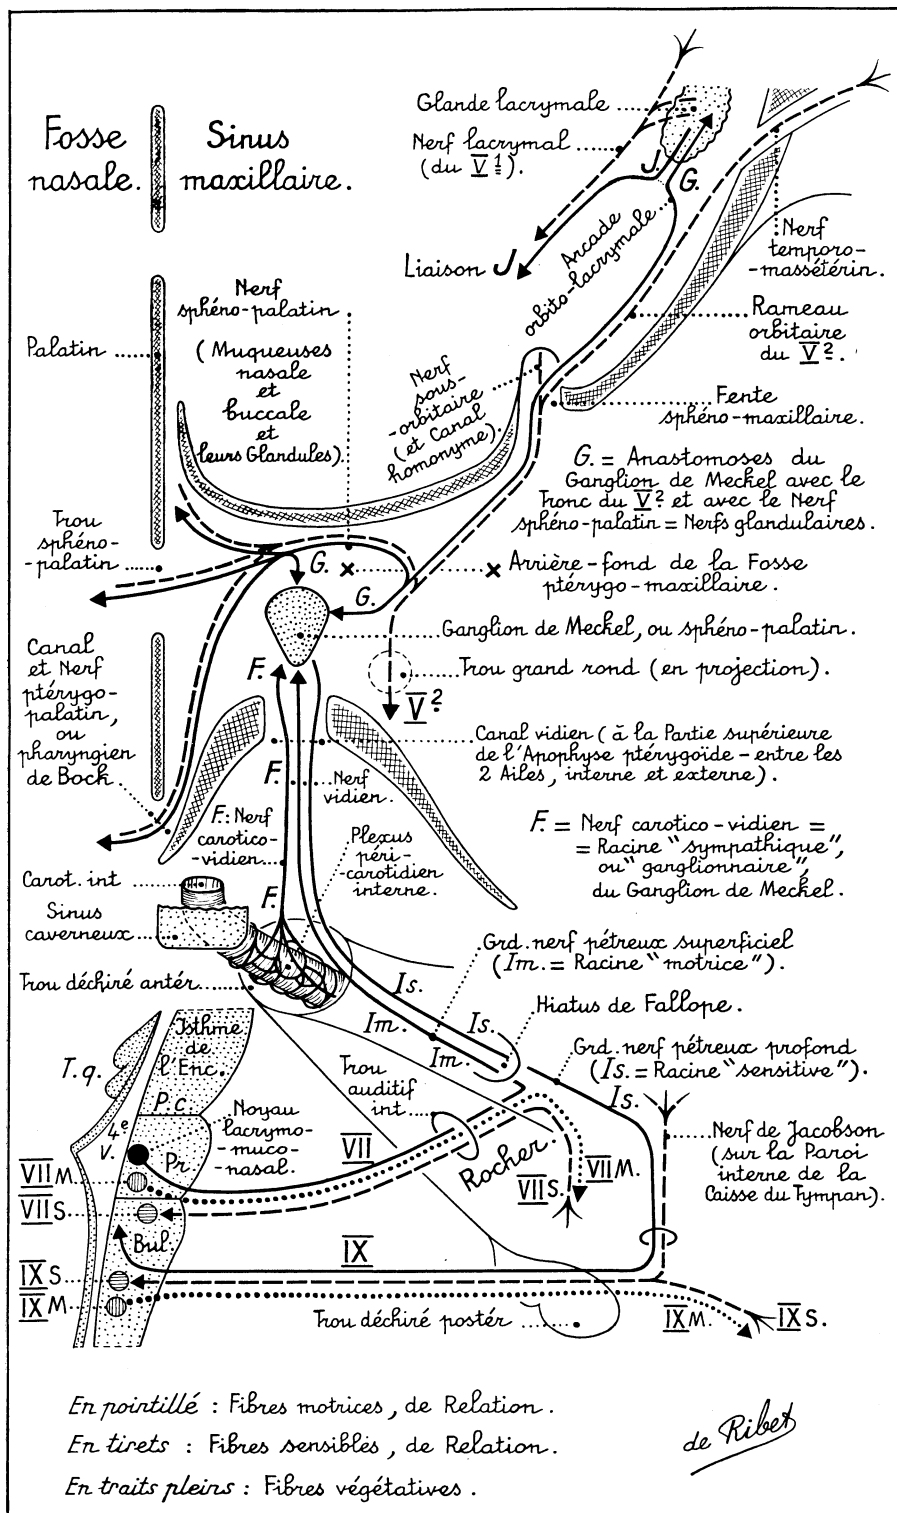 Fosse
nasale.
Sinus
maxillaire.
Glande lacrymale
Nerf lacrymal
(du V1).
J
G.
Liaison J
Arcade
orbito-lacrymale
Nerf
temporo-
-massétérin.
Rameau
orbitaire
du V2.
Fente
sphéno-maxillaire.
Nerf
sphéno-palatin
(Muqueuses
nasale
et
buccale
et
leurs Glandules).
Palatin
Nerf
sous-
-orbitaire
(et Canal
homonyme).
G. = Anastomoses du
Ganglion de Meckel avec le
Tronc du V2 et avec le Nerf
sphéno-palatin = Nerfs glandulaires.
Trou
sphéno-
-palatin
G.
x
x Arrière-fond de la Fosse
ptérygo-maxillaire.
G.
Ganglion de Meckel, ou sphéno-palatin.
Trou grand rond (en projection).
V2
Canal
et Nerf
ptérygo-
palatin,
ou
pharyngien
de Bock.
F.
Canal vidien (à la Partie supérieure
de l'Apophyse ptérygoïde - entre les
2 Ailes, interne et externe).
F.
Nerf
vidien.
F.: Nerf
carotico-
-vidien
Plexus
péri-
-carotidien
interne.
F. = Nerf carotico-vidien =
= Racine "sympathique",
ou "ganglionnaire",
du Ganglion de Meckel.
F.
Carot. int
Sinus
caverneux
Trou déchiré antér.
Grd. nerf pétreux superficiel
(Im. = Racine "motrice").
Is.
Im.
Is.
Im.
Hiatus de Fallope.
Grd. nerf pétreux profond
(Is. = Racine "sensitive").
Is.
Isthme
de
l'Enc.
T.q.
P.c.
Trou
auditif
int
4e
V.
Noyau
lacrymo-
-muco-
-nasal.
Pr.
VII
Rocher.
Nerf de Jacobson
(sur la Paroi
interne de la
Caisse du Tympan).
VII M
VII S
VII S.
VII M.
Bul.
IX
IX S
IX M
Trou déchiré postér
IX M.
IX S.
En pointillé : Fibres motrices, de Relation.
En tirets : Fibres sensibles, de Relation.
En traits pleins : Fibres végétatives.
de Ribet